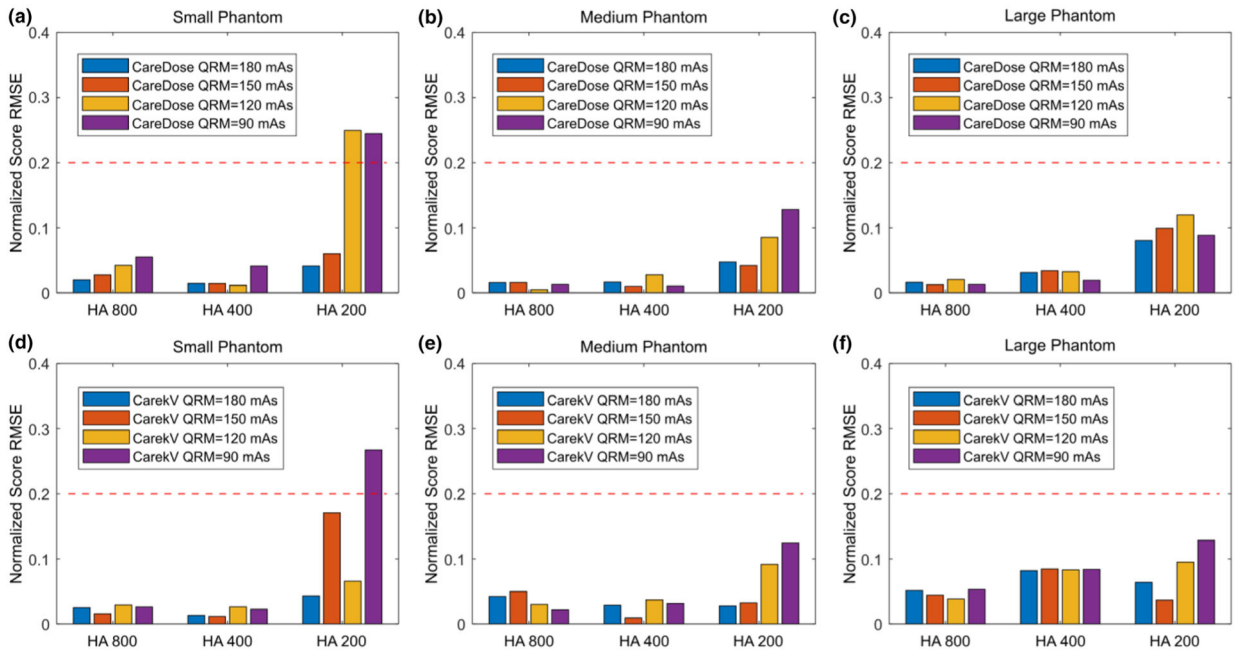 (a)
Small Phantom
Normalized Score RMSE
0.4
0.3
0.2
0.1
0
CareDose QRM=180 mAs
CareDose QRM=150 mAs
CareDose QRM=120 mAs
CareDose QRM=90 mAs
HA 800
HA 400
HA 200
(b)
Medium Phantom
Normalized Score RMSE
0.4
0.3
0.2
0.1
0
CareDose QRM=180 mAs
CareDose QRM=150 mAs
CareDose QRM=120 mAs
CareDose QRM=90 mAs
HA 800
HA 400
HA 200
(c)
Large Phantom
Normalized Score RMSE
0.4
0.3
0.2
0.1
0
CareDose QRM=180 mAs
CareDose QRM=150 mAs
CareDose QRM=120 mAs
CareDose QRM=90 mAs
HA 800
HA 400
HA 200
(d)
Small Phantom
Normalized Score RMSE
0.4
0.3
0.2
0.1
0
CarekV QRM=180 mAs
CarekV QRM=150 mAs
CarekV QRM=120 mAs
CarekV QRM=90 mAs
HA 800
HA 400
HA 200
(e)
Medium Phantom
Normalized Score RMSE
0.4
0.3
0.2
0.1
0
CarekV QRM=180 mAs
CarekV QRM=150 mAs
CarekV QRM=120 mAs
CarekV QRM=90 mAs
HA 800
HA 400
HA 200
(f)
Large Phantom
Normalized Score RMSE
0.4
0.3
0.2
0.1
0
CarekV QRM=180 mAs
CarekV QRM=150 mAs
CarekV QRM=120 mAs
CarekV QRM=90 mAs
HA 800
HA 400
HA 200